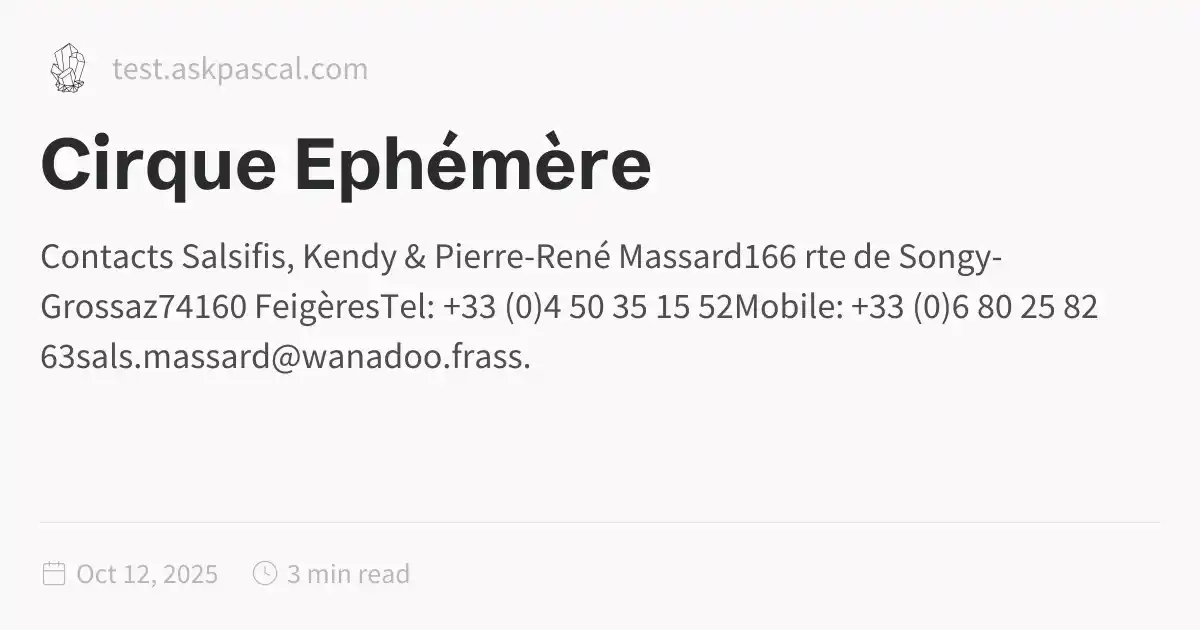 test.askpascal.com
Cirque Ephémère
Contacts Salsifis, Kendy & Pierre-René Massard166 rte de Songy-
Grossaz74160 FeigèresTel: +33 (0)4 50 35 15 52Mobile: +33 (0)6 80 25 82
63sals.massard@wanadoo.frass.
Oct 12, 2025 3 min read